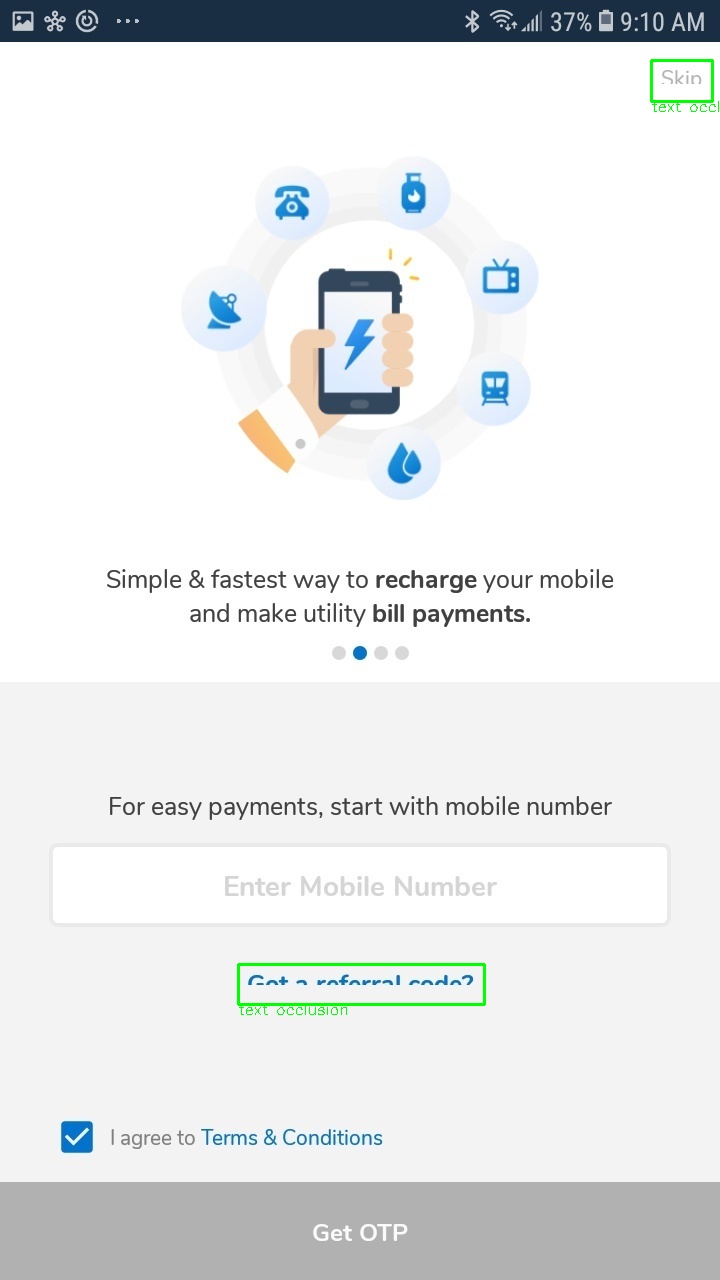 37% 9:10 AM
Skip
text occl
Simple & fastest way to recharge your mobile
and make utility bill payments.
For easy payments, start with mobile number
Enter Mobile Number
Got a referral code?
text occlusion
I agree to Terms & Conditions
Get OTP